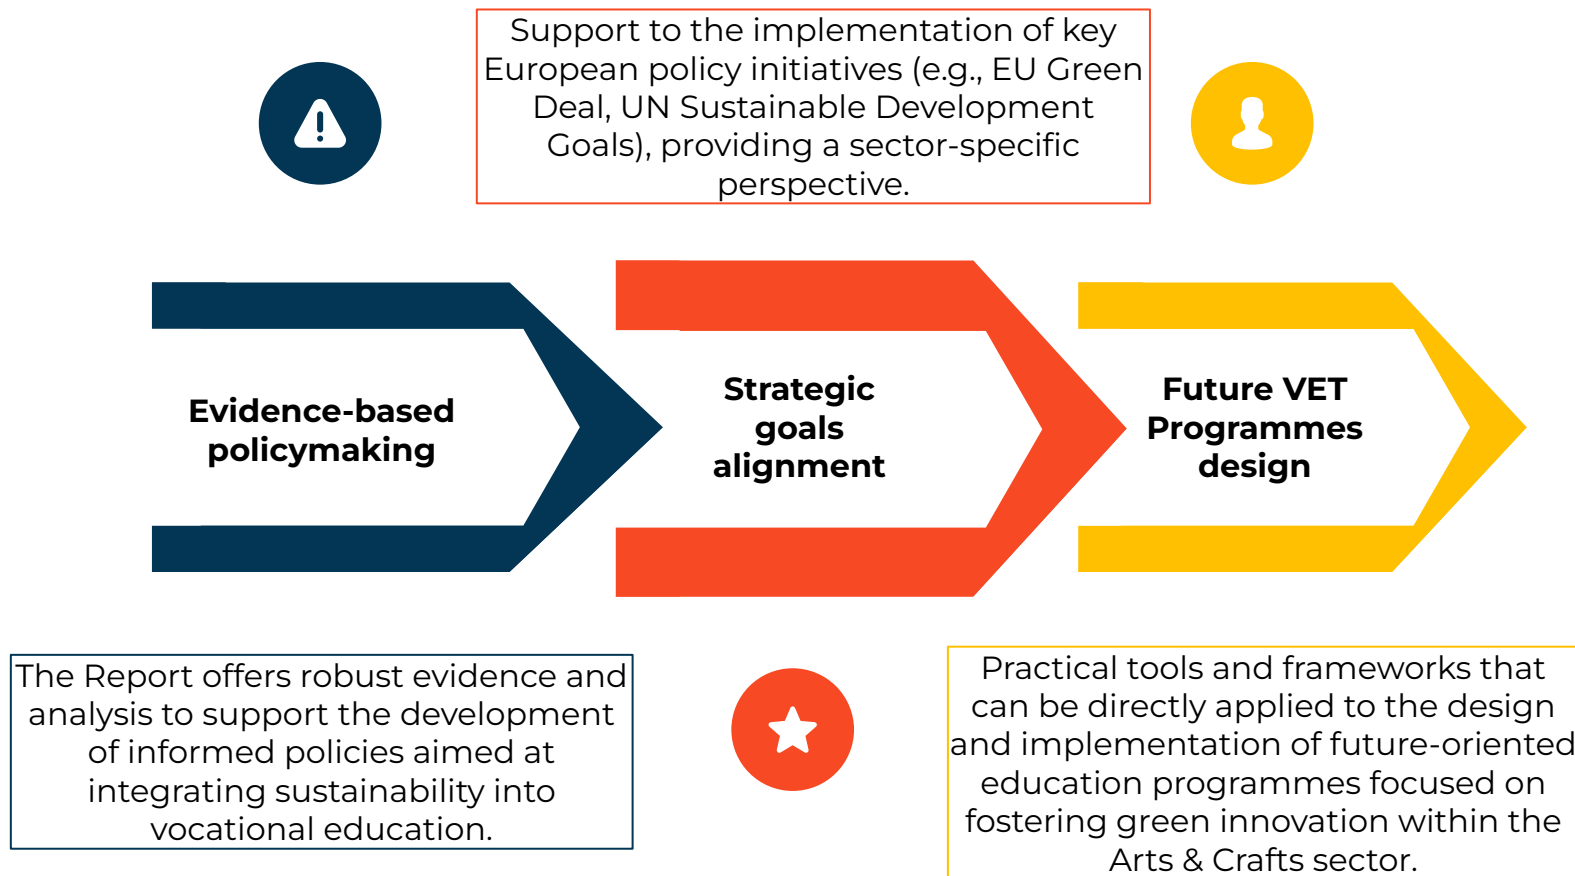 Support to the implementation of key
European policy initiatives (e.g., EU Green
Deal, UN Sustainable Development
Goals), providing a sector-specific
perspective.
Evidence-based
policymaking
Strategic
goals
alignment
Future VET
Programmes
design
The Report offers robust evidence and
analysis to support the development
of informed policies aimed at
integrating sustainability into
vocational education.
Practical tools and frameworks that
can be directly applied to the design
and implementation of future-oriented
education programmes focused on
fostering green innovation within the
Arts & Crafts sector.